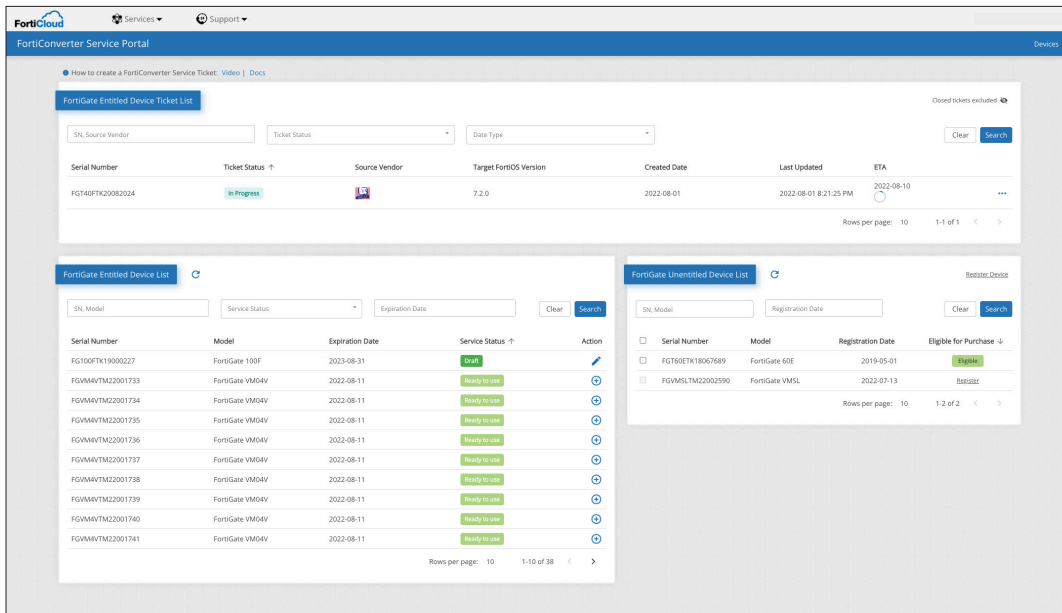 FortiCloud Services Support
FortiConverter Service Portal Devices
How to create a FortiConverter Service Ticket: Video | Docs
FortiGate Entitled Device Ticket List Closed tickets excluded
SN, Source Vendor Ticket Status Date Type Clear Search
Serial Number Ticket Status ↑ Source Vendor Target FortiOS Version Created Date Last Updated ETA
FGT40FTK20082024 In Progress 7.2.0 2022-08-01 2022-08-01 8:21:25 PM 2022-08-10 ...
Rows per page: 10 1-1 of 1 < >
FortiGate Entitled Device List
SN, Model Service Status Expiration Date Clear Search
Serial Number Model Expiration Date Service Status ↑ Action
FG100FTK19000227 FortiGate 100F 2023-08-31 Draft
FGVM4VTM22001733 FortiGate VM04V 2022-08-11 Ready to use
FGVM4VTM22001734 FortiGate VM04V 2022-08-11 Ready to use
FGVM4VTM22001735 FortiGate VM04V 2022-08-11 Ready to use
FGVM4VTM22001736 FortiGate VM04V 2022-08-11 Ready to use
FGVM4VTM22001737 FortiGate VM04V 2022-08-11 Ready to use
FGVM4VTM22001738 FortiGate VM04V 2022-08-11 Ready to use
FGVM4VTM22001739 FortiGate VM04V 2022-08-11 Ready to use
FGVM4VTM22001740 FortiGate VM04V 2022-08-11 Ready to use
FGVM4VTM22001741 FortiGate VM04V 2022-08-11 Ready to use
Rows per page: 10 1-10 of 38 < >
FortiGate Unentitled Device List Register Device
SN, Model Registration Date Clear Search
Serial Number Model Registration Date Eligible for Purchase ↓
FGT60ETK18067689 FortiGate 60E 2019-05-01 Eligible
FGVMSLTM22002590 FortiGate VMSL 2022-07-13 Register
Rows per page: 10 1-2 of 2 < >